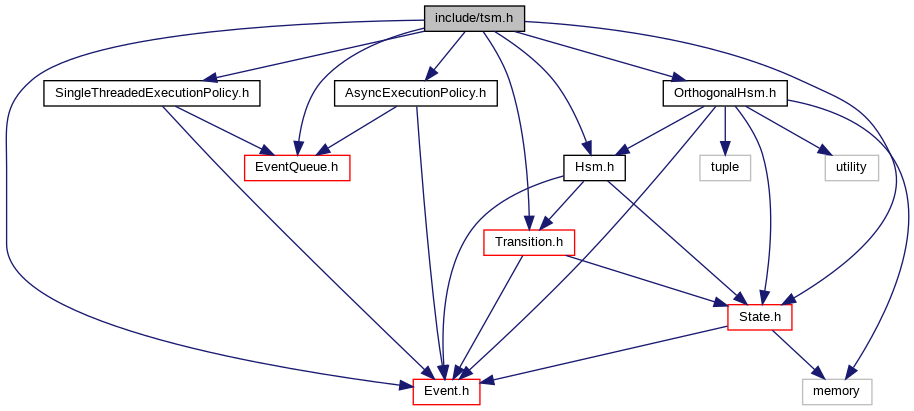 include/tsm.h
SingleThreadedExecutionPolicy.h
AsyncExecutionPolicy.h
OrthogonalHsm.h
EventQueue.h
Hsm.h
tuple
utility
Transition.h
State.h
Event.h
memory